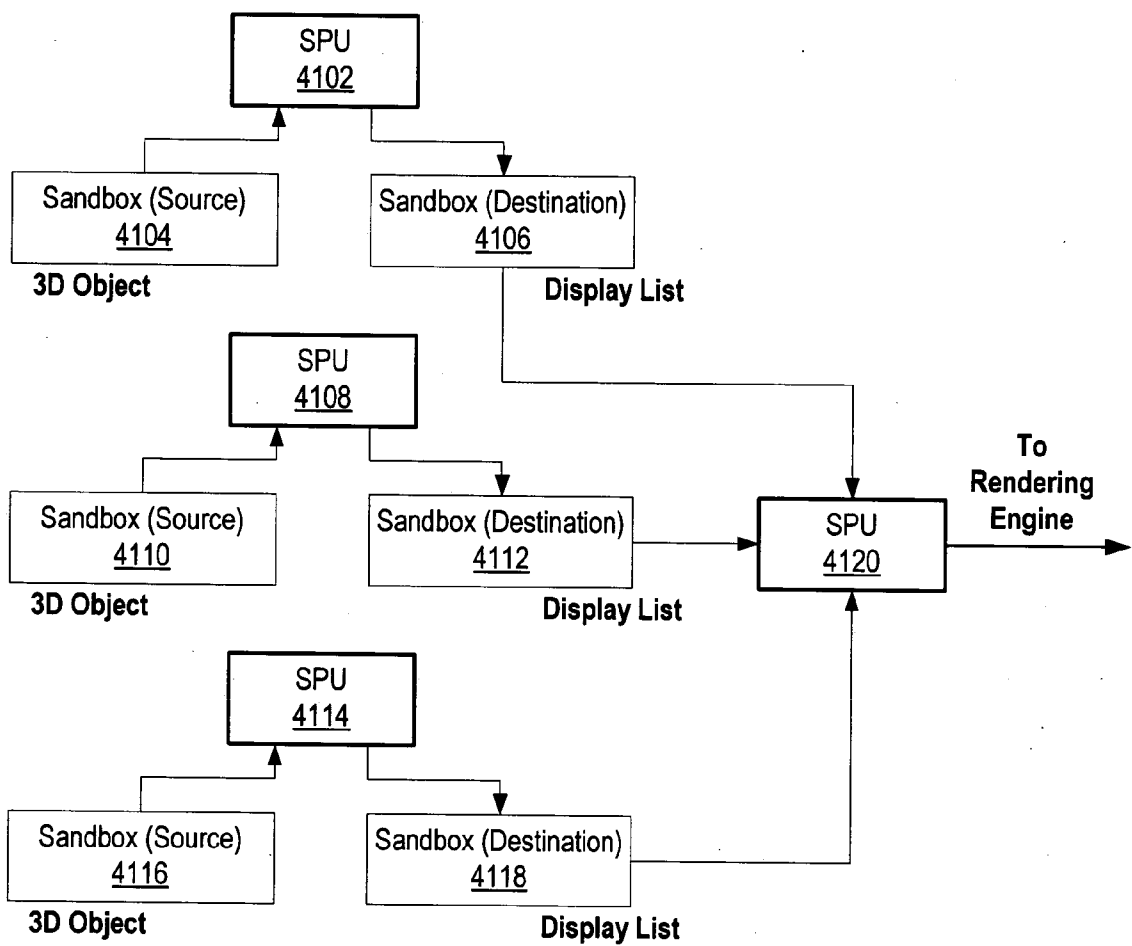 SPU
4102
Sandbox (Source)
4104
3D Object
Sandbox (Destination)
4106
Display List
SPU
4108
Sandbox (Source)
4110
3D Object
Sandbox (Destination)
4112
Display List
SPU
4114
Sandbox (Source)
4116
3D Object
Sandbox (Destination)
4118
Display List
SPU
4120
To
Rendering
Engine